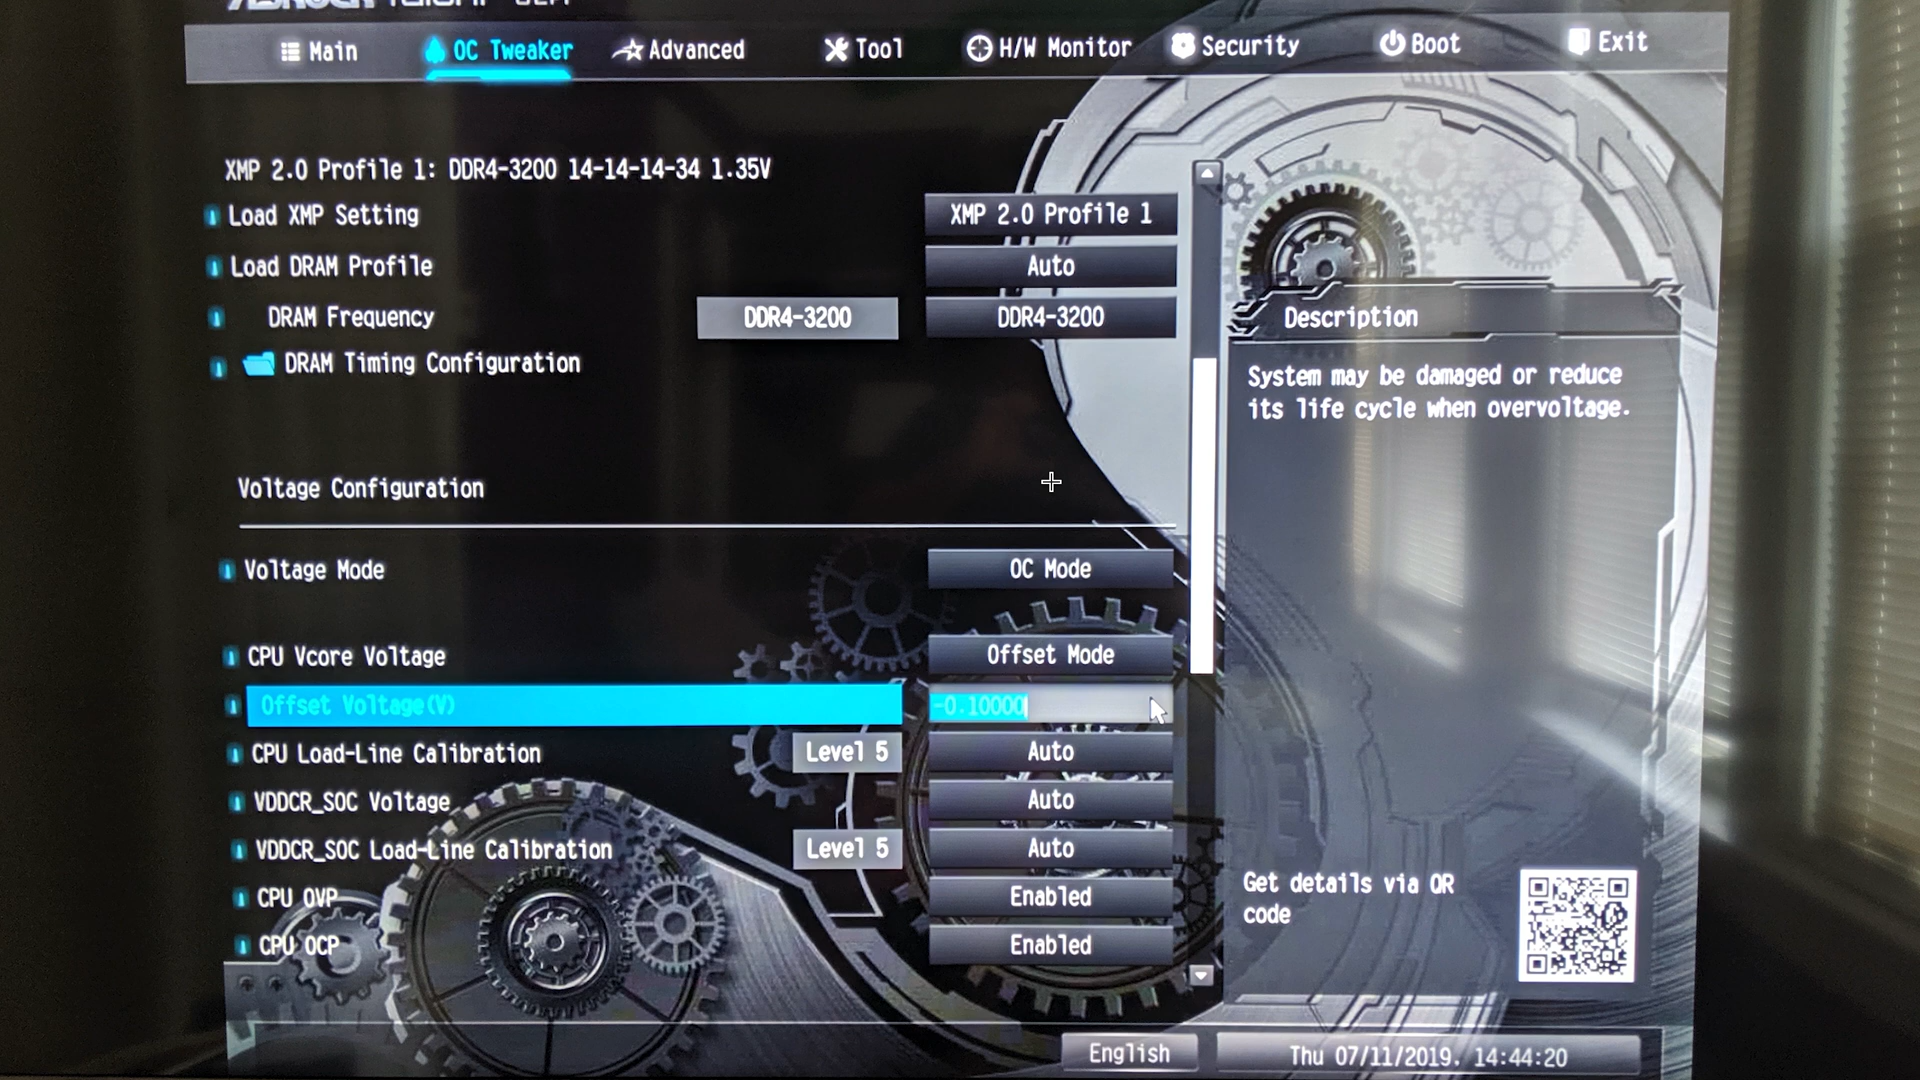 Main
OC Tweaker
Advanced
Tool
H/W Monitor
Security
Boot
Exit
XMP 2.0 Profile 1: DDR4-3200 14-14-14-34 1.35V
Load XMP Setting XMP 2.0 Profile 1
Load DRAM Profile Auto
DRAM Frequency DDR4-3200 DDR4-3200
DRAM Timing Configuration
Voltage Configuration
Voltage Mode OC Mode
CPU Vcore Voltage Offset Mode
Offset Voltage(V) -0.10000
CPU Load-Line Calibration Level 5 Auto
VDDCR_SOC Voltage Auto
VDDCR_SOC Load-Line Calibration Level 5 Auto
CPU OVP Enabled
CPU OCP Enabled
Description
System may be damaged or reduce
its life cycle when overvoltage.
Get details via QR
code
English
Thu 07/11/2019. 14:44:20